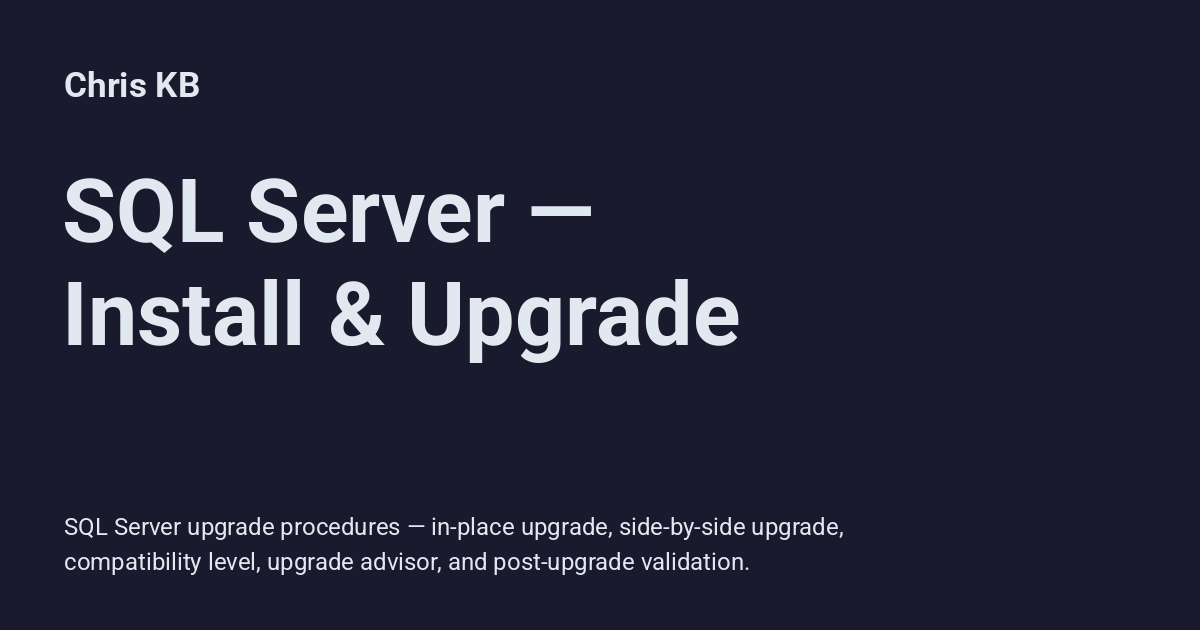 Chris KB
SQL Server —
Install & Upgrade
SQL Server upgrade procedures — in-place upgrade, side-by-side upgrade,
compatibility level, upgrade advisor, and post-upgrade validation.